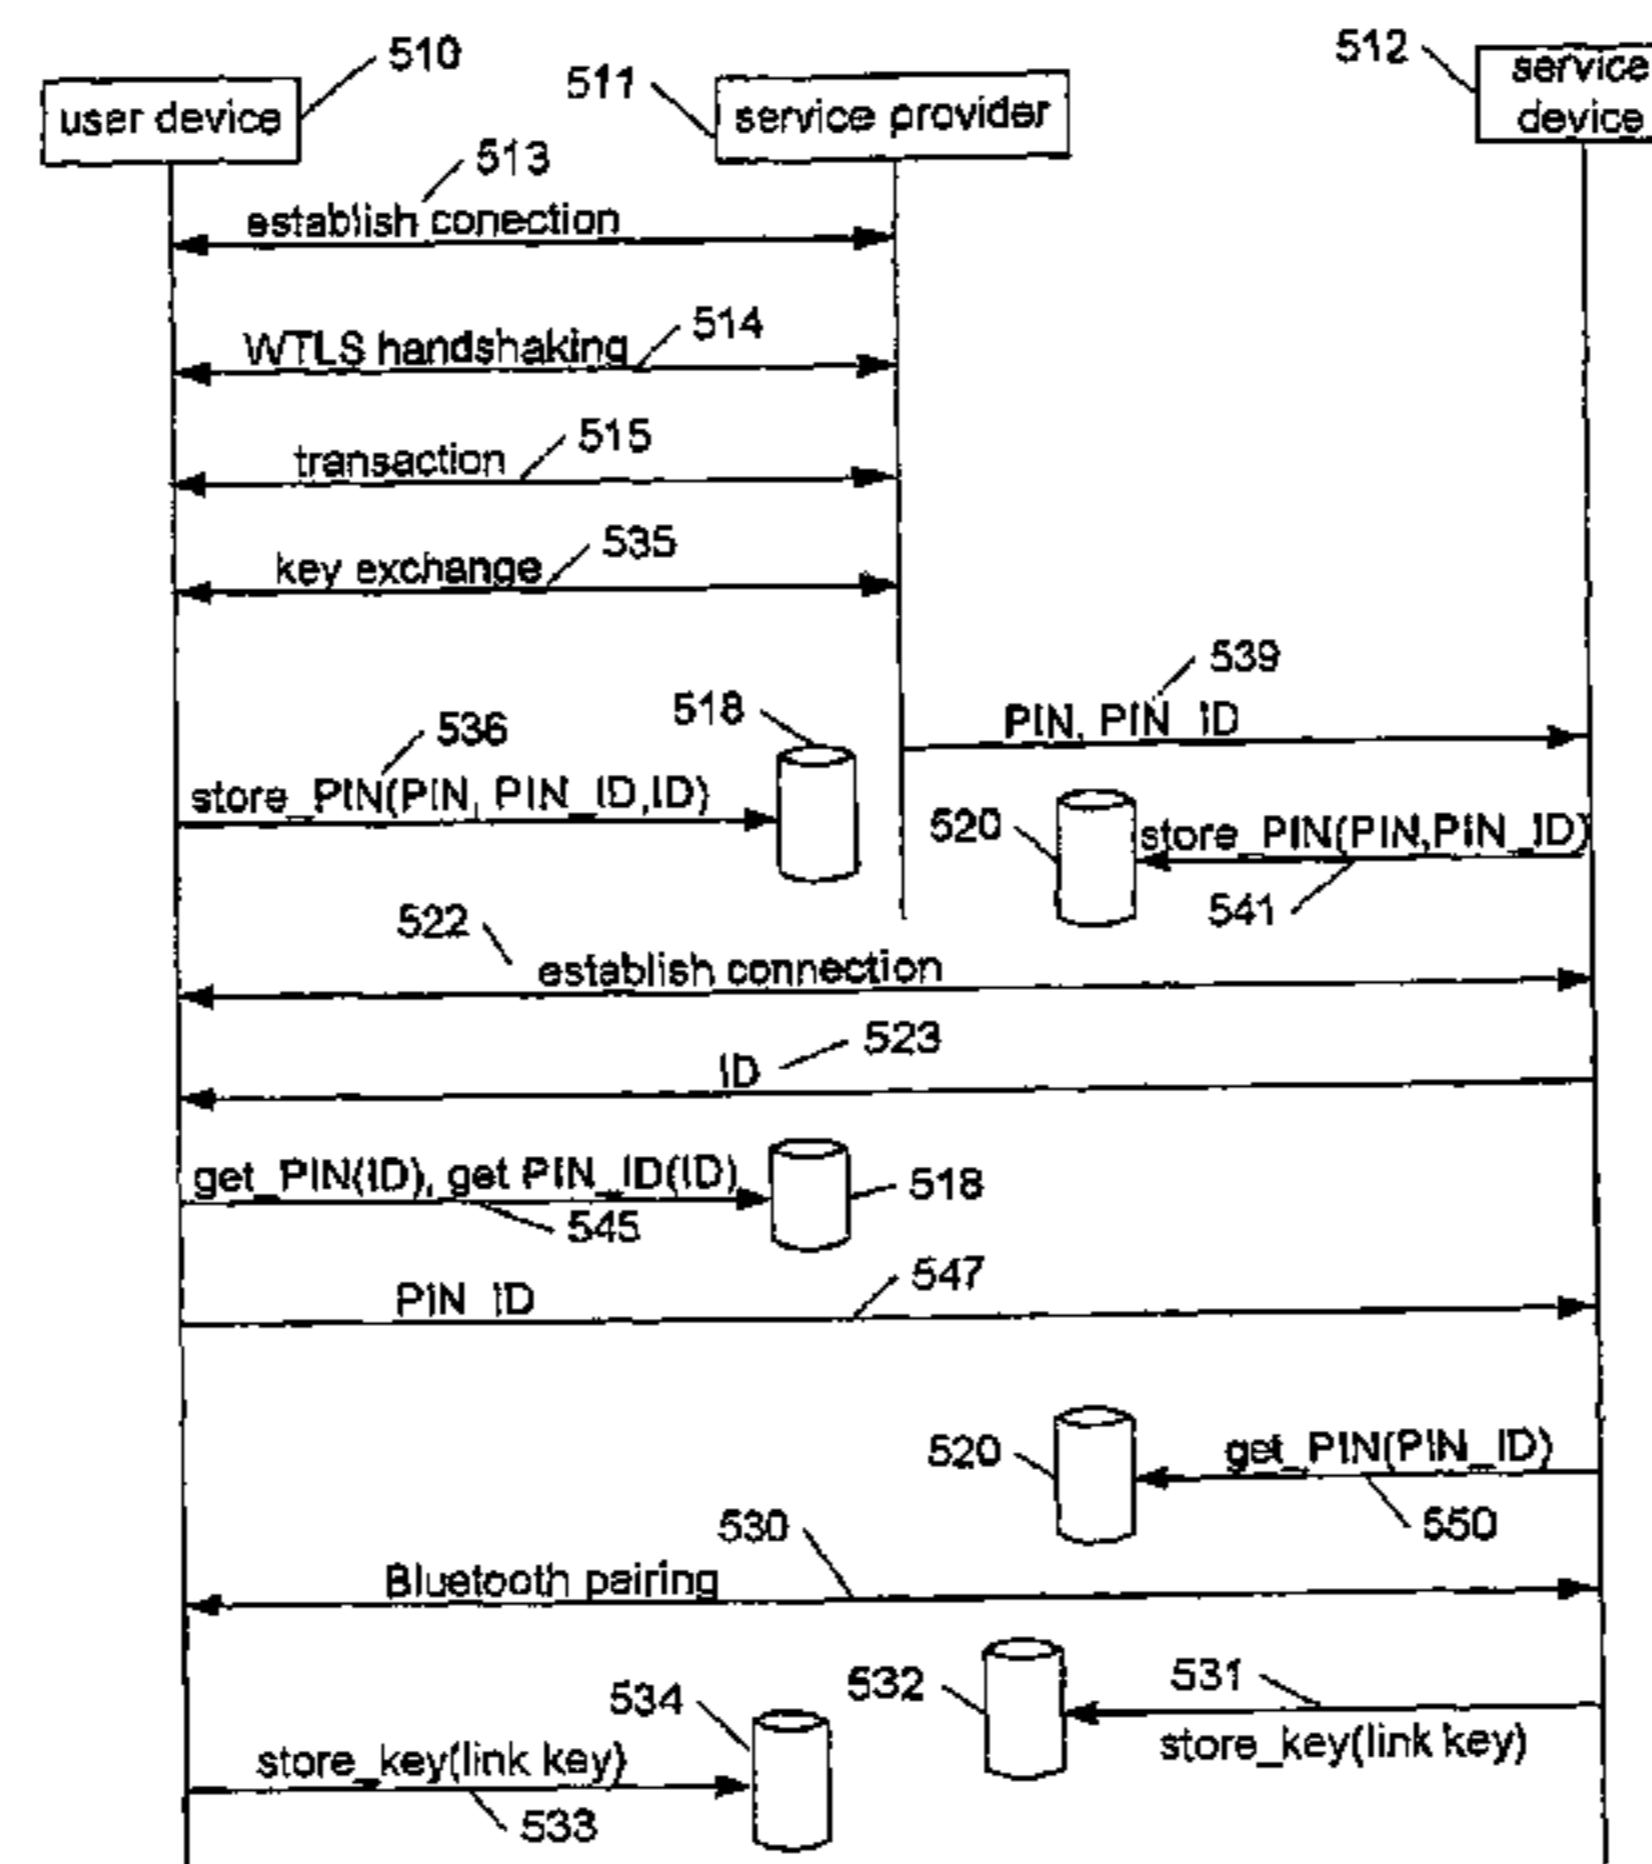 510
511
512
user device
service provider
service
device
513
establish conection
514
WTLS handshaking
515
transaction
535
key exchange
539
PIN, PIN_ID
518
536
store_PIN(PIN, PIN_ID,ID)
520
store_PIN(PIN,PIN_ID)
541
522
establish connection
523
ID
get_PIN(ID), get PIN_ID(ID)
518
545
547
PIN_ID
520
get_PIN(PIN_ID)
550
530
Bluetooth pairing
531
532
534
store_key(link key)
store_key(link key)
533